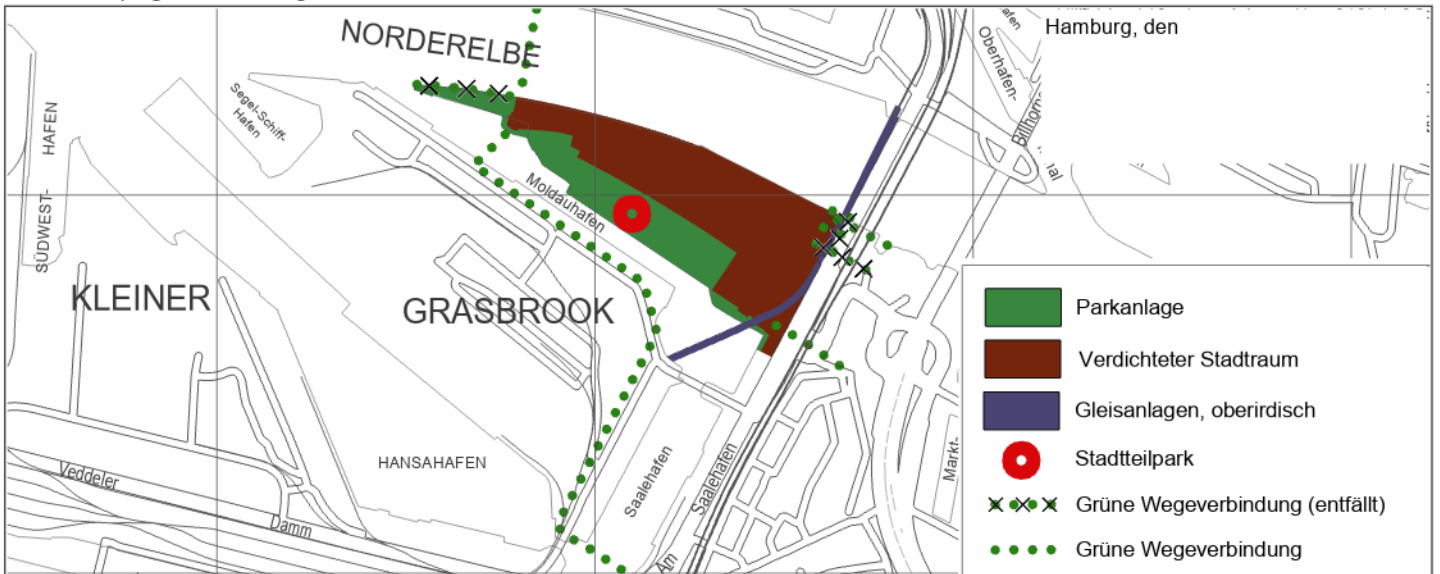 Hamburg, den
NORDERELBE
Oberhafen-
Segel-Schiff-
Hafen
SÜDWEST-
HAFEN
Moldauhafen
KLEINER
GRASBROOK
HANSAHAFEN
Veddeler
Damm
Saalehafen
Am
Saalehafen
Markt-
Parkanlage
Verdichteter Stadtraum
Gleisanlagen, oberirdisch
Stadtteilpark
Grüne Wegeverbindung (entfällt)
Grüne Wegeverbindung